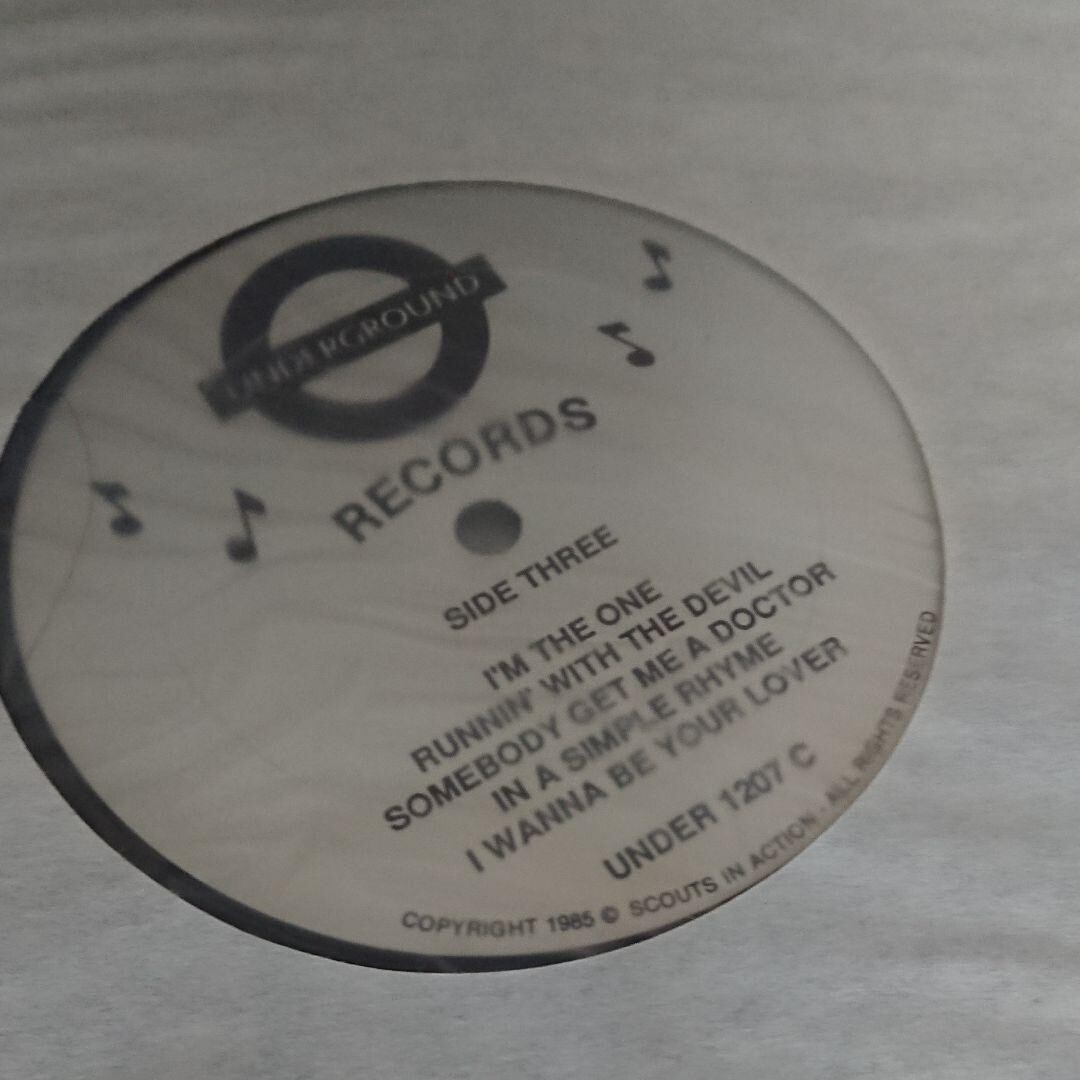 UNDERGROUND
RECORDS
SIDE THREE
I'M THE ONE
RUNNIN' WITH THE DEVIL
SOMEBODY GET ME A DOCTOR
IN A SIMPLE RHYME
I WANNA BE YOUR LOVER
UNDER 1207 C
COPYRIGHT 1985 © SCOUTS IN ACTION - ALL RIGHTS RESERVED